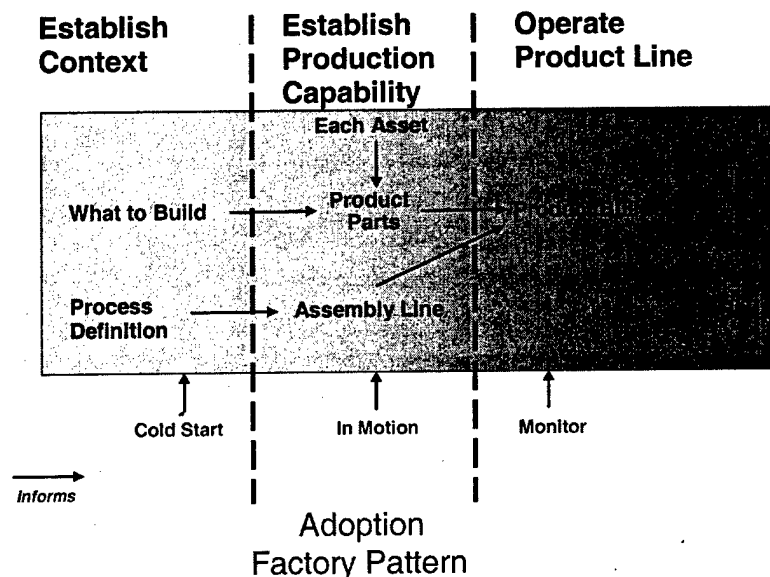 Establish
Context
Establish
Production
Capability
Operate
Product Line
Each Asset
What to Build
Product
Parts
Process
Definition
Assembly Line
Cold Start
In Motion
Monitor
Informs
Adoption
Factory Pattern